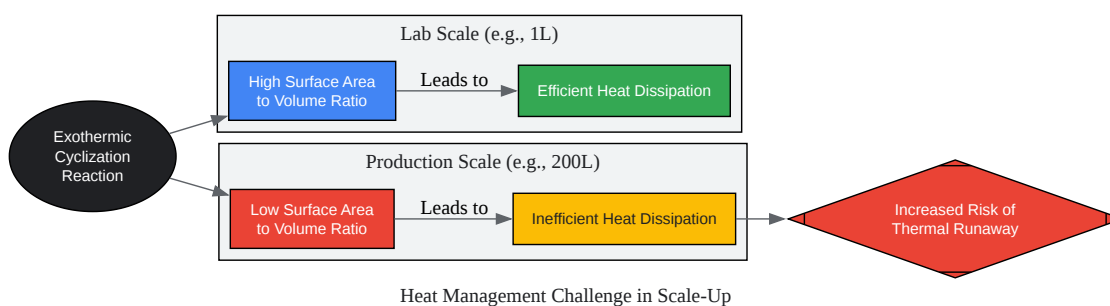 Lab Scale (e.g., 1L)
High Surface Area
to Volume Ratio
Leads to
Efficient Heat Dissipation
Exothermic
Cyclization
Reaction
Production Scale (e.g., 200L)
Low Surface Area
to Volume Ratio
Leads to
Inefficient Heat Dissipation
Increased Risk of
Thermal Runaway
Heat Management Challenge in Scale-Up